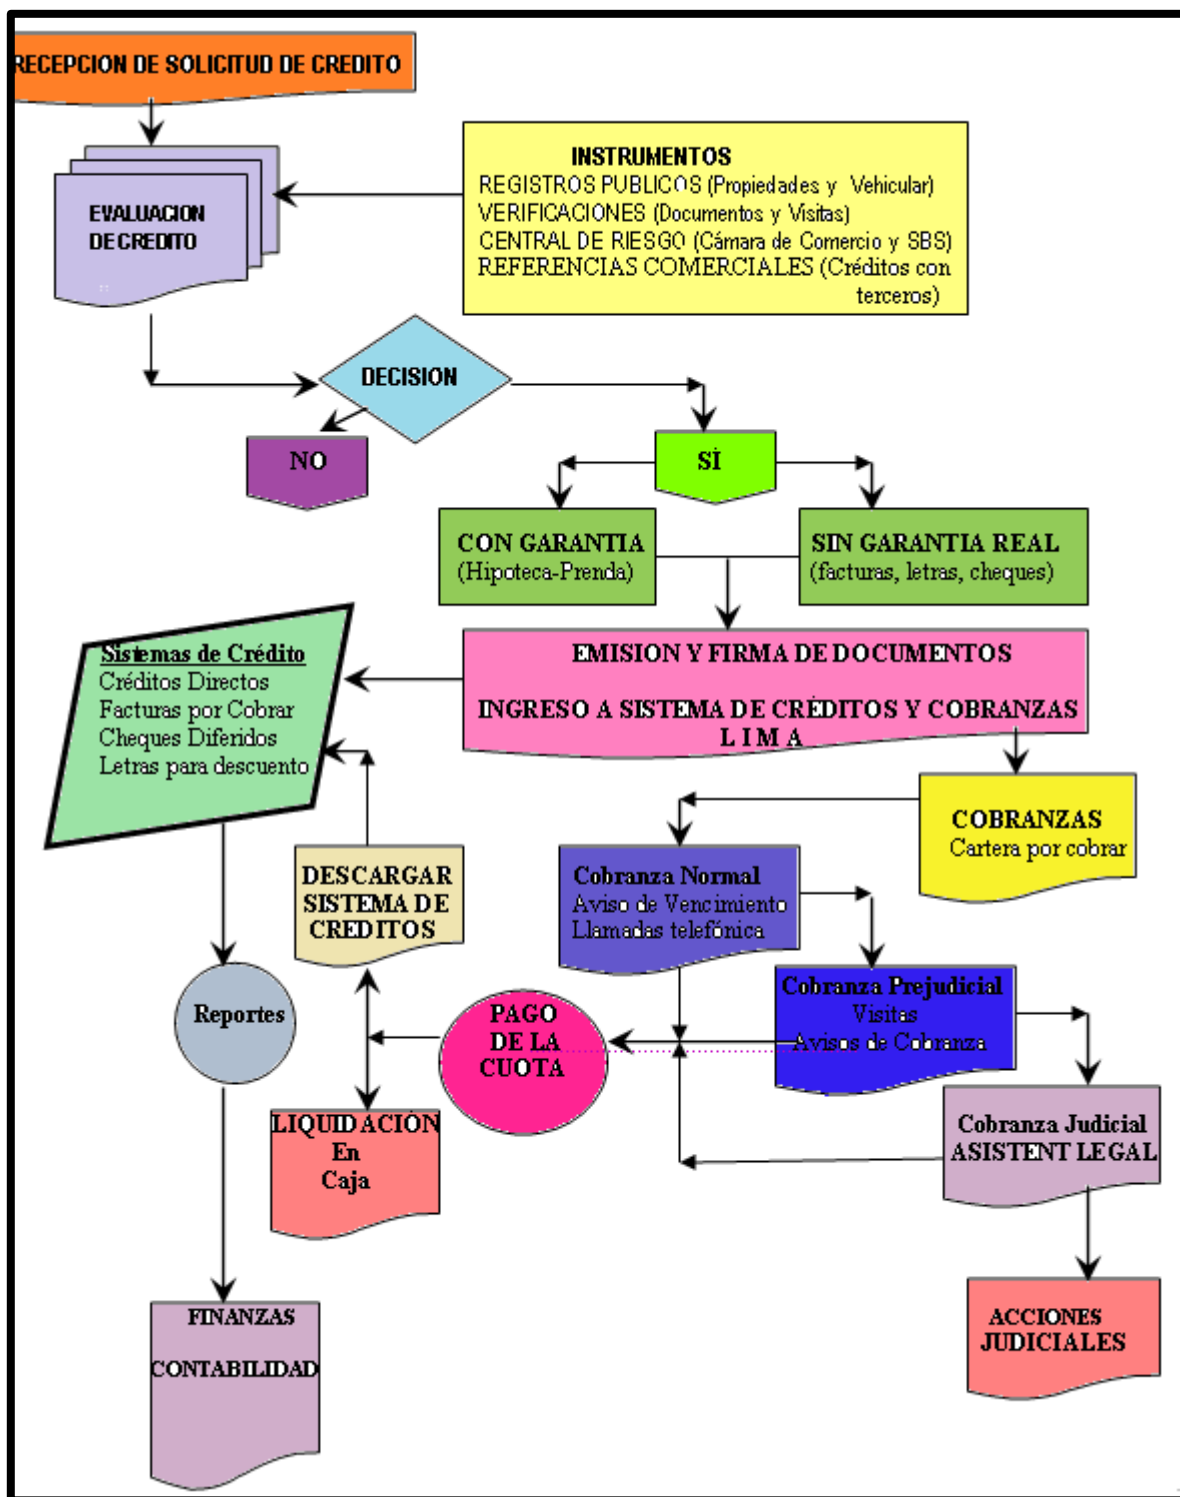 RECEPCION DE SOLICITUD DE CREDITO
INSTRUMENTOS
REGISTROS PUBLICOS (Propiedades y Vehicular)
VERIFICACIONES (Documentos y Visitas)
CENTRAL DE RIESGO (Cámara de Comercio y SBS)
REFERENCIAS COMERCIALES (Créditos con
terceros)
EVALUACION
DE CREDITO
DECISION
NO
SÍ
CON GARANTIA
(Hipoteca-Prenda)
SIN GARANTIA REAL
(facturas, letras, cheques)
EMISION Y FIRMA DE DOCUMENTOS
INGRESO A SISTEMA DE CRÉDITOS Y COBRANZAS
L I M A
Sistemas de Crédito
Créditos Directos
Facturas por Cobrar
Cheques Diferidos
Letras para descuento
COBRANZAS
Cartera por cobrar
DESCARGAR
SISTEMA DE
CREDITOS
Cobranza Normal
Aviso de Vencimiento
Llamadas telefónica
Cobranza Prejudicial
Visitas
Avisos de Cobranza
Reportes
PAGO
DE LA
CUOTA
LIQUIDACIÓN
En
Caja
Cobranza Judicial
ASISTENT LEGAL
FINANZAS
CONTABILIDAD
ACCIONES
JUDICIALES